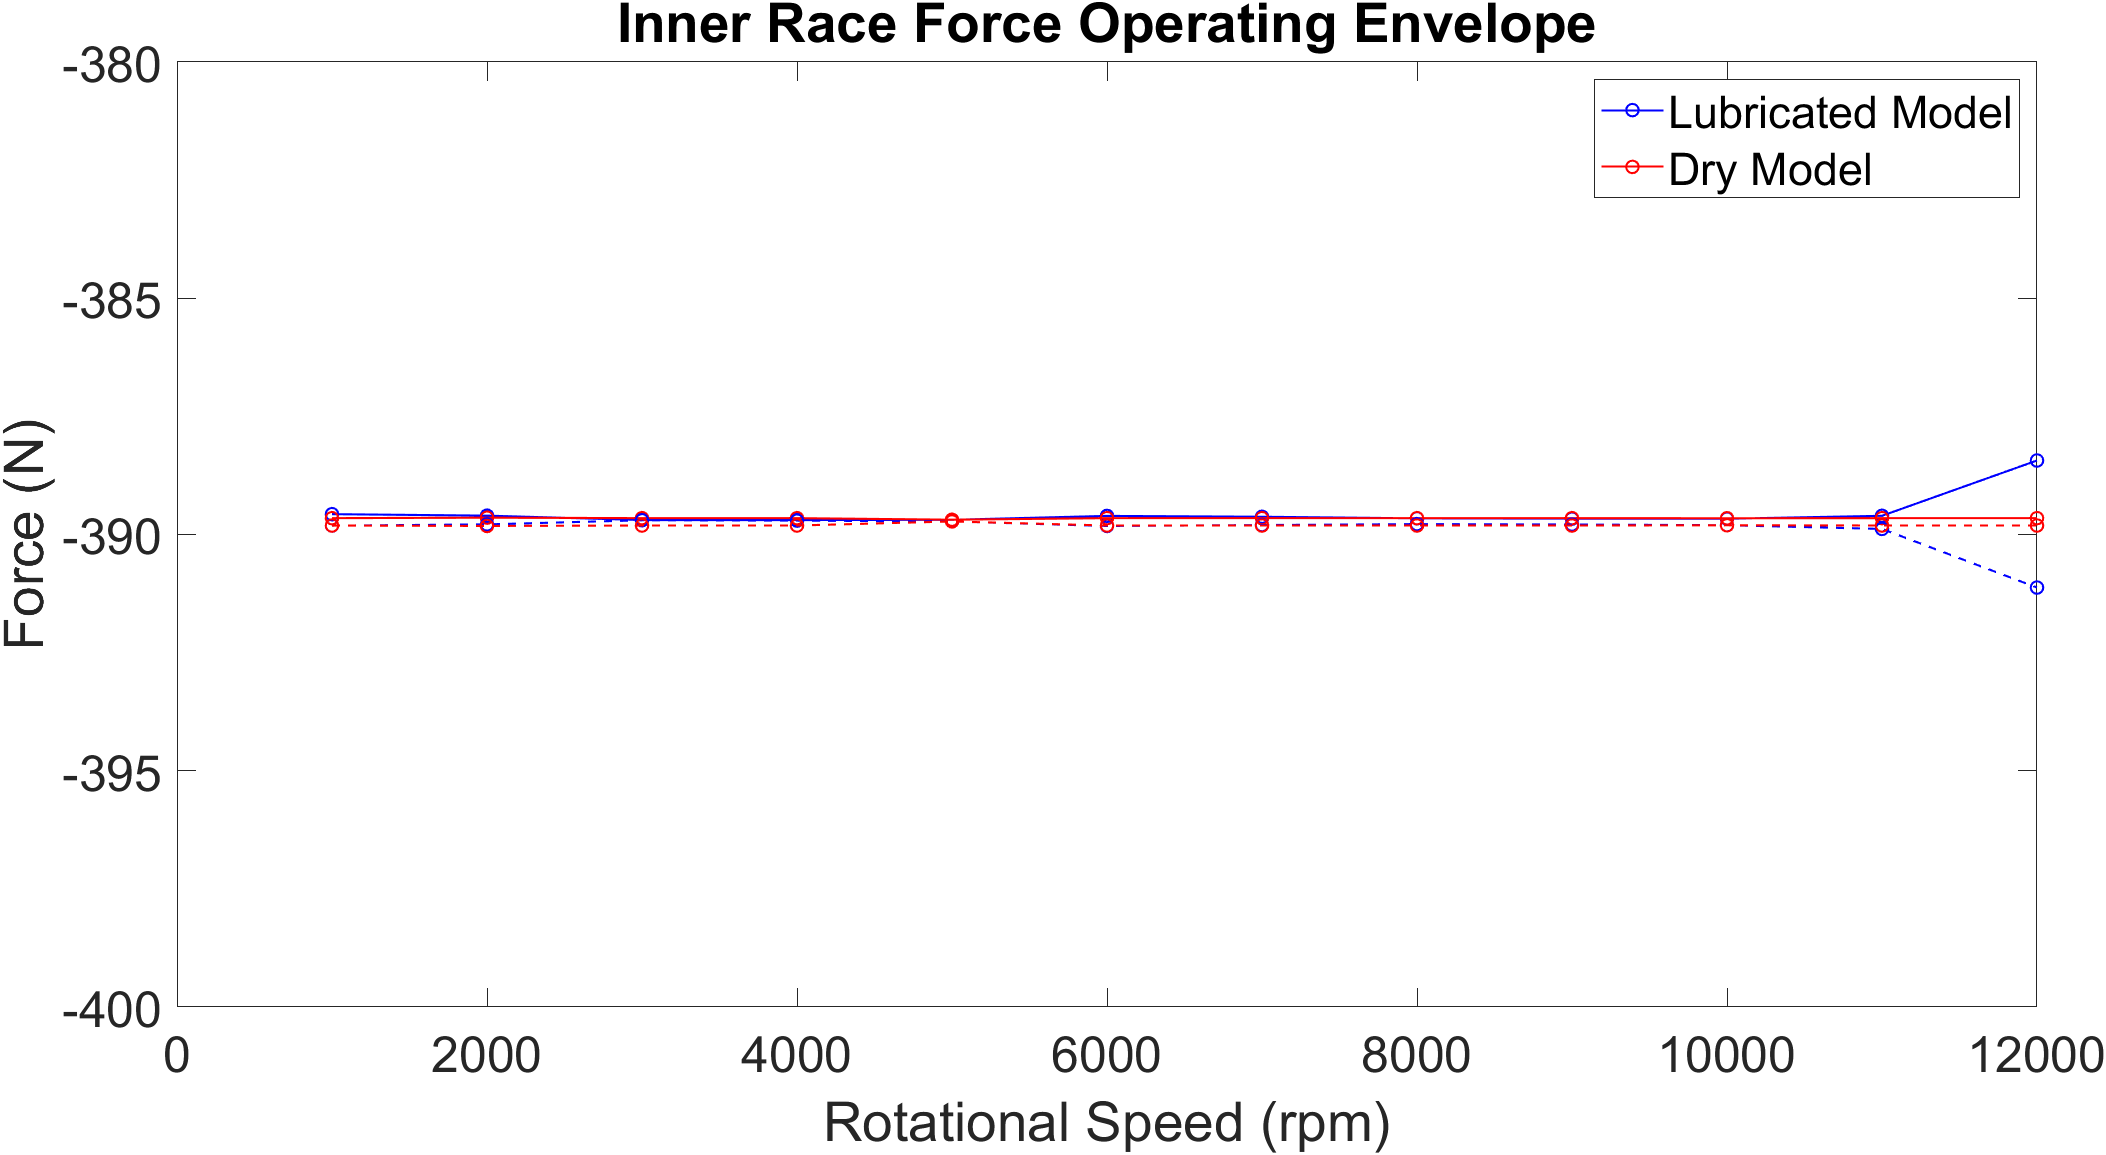 Inner Race Force Operating Envelope
-380
-385
-390
-395
-400
Force (N)
Lubricated Model
Dry Model
0 2000 4000 6000 8000 10000 12000
Rotational Speed (rpm)